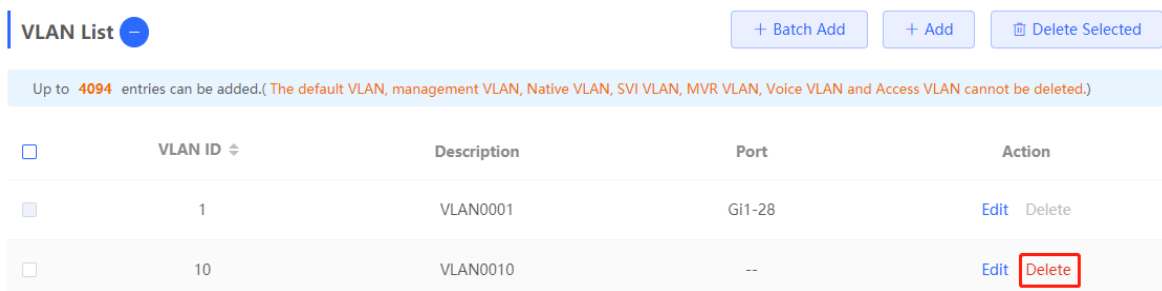 VLAN List
+ Batch Add + Add Delete Selected
Up to 4094 entries can be added.( The default VLAN, management VLAN, Native VLAN, SVI VLAN, MVR VLAN, Voice VLAN and Access VLAN cannot be deleted.)
VLAN ID Description Port Action
1 VLAN0001 Gi1-28 Edit Delete
10 VLAN0010 -- Edit Delete